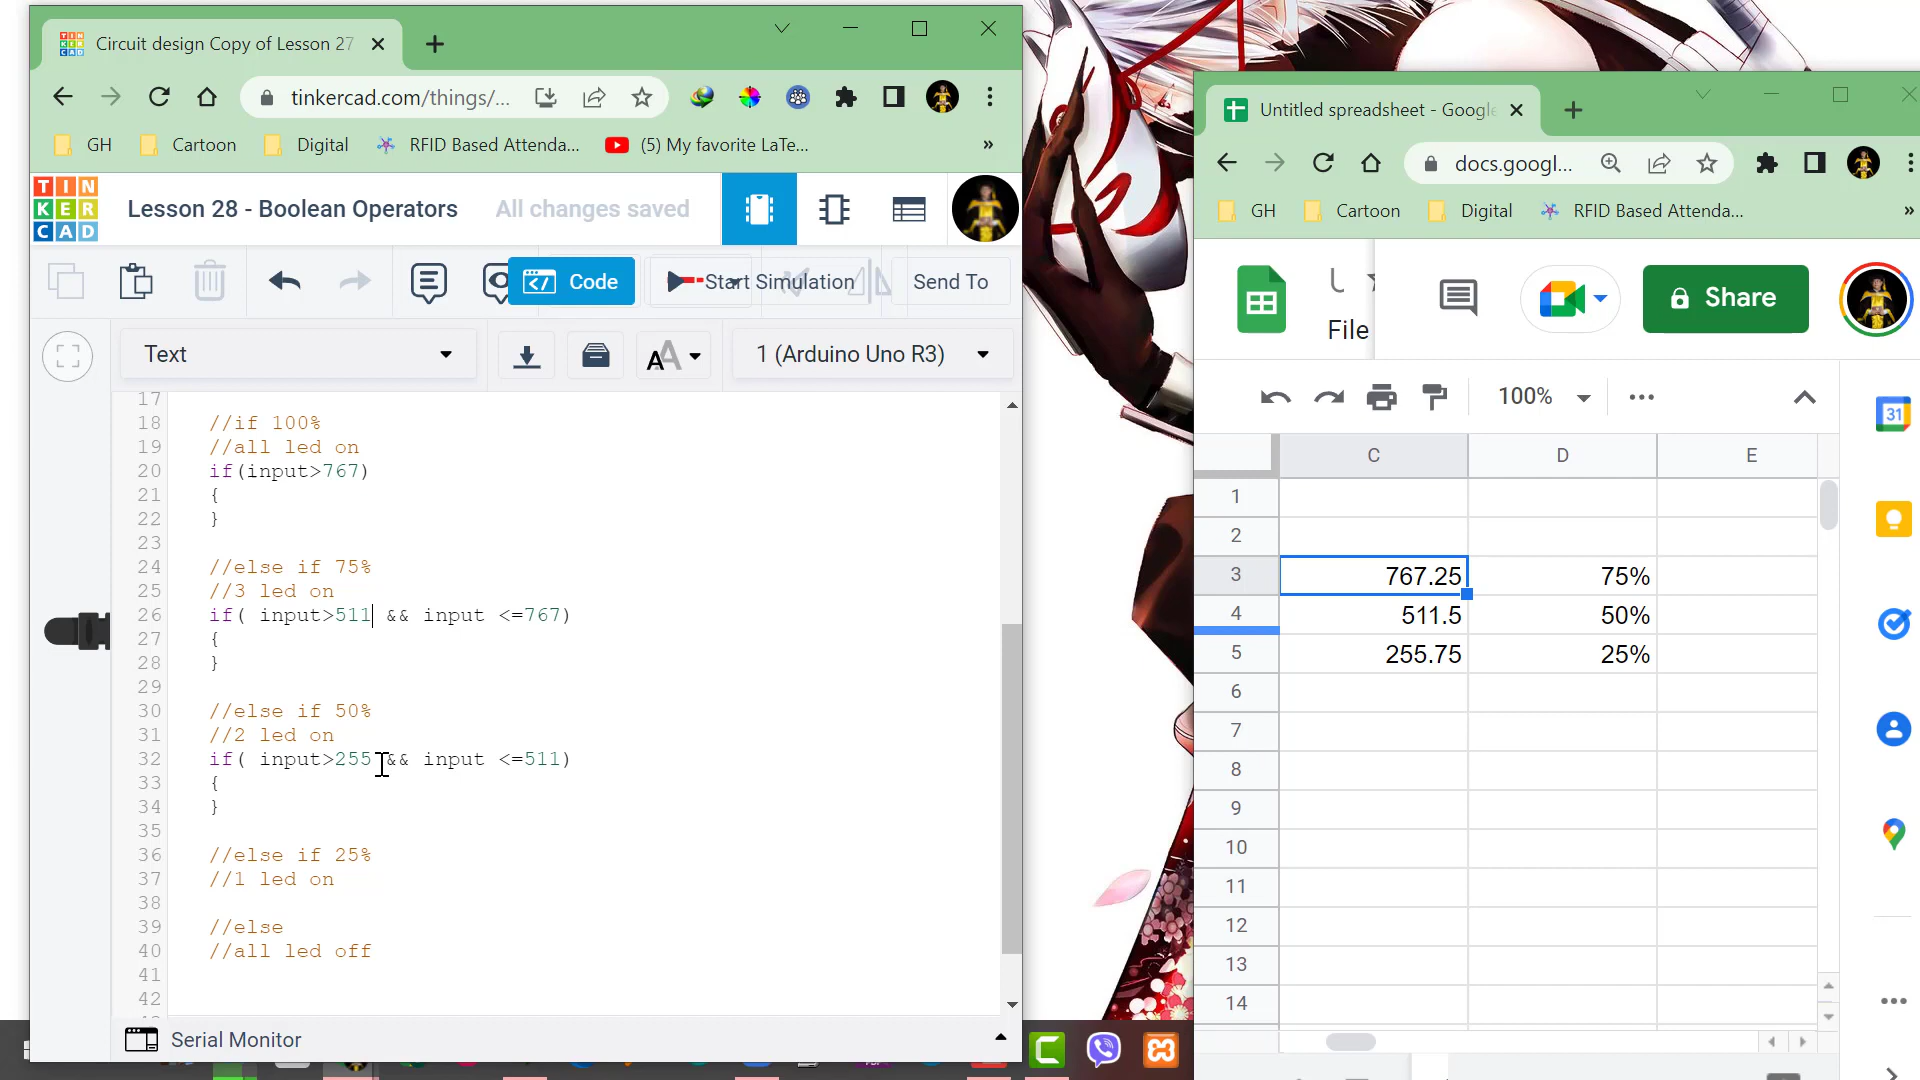 Circuit design Copy of Lesson 27
tinkercad.com/things/...
GH
Cartoon
Digital
RFID Based Attenda...
(5) My favorite LaTe...
»
TIN
KER
CAD
Lesson 28 - Boolean Operators
All changes saved
Code
Start Simulation
Send To
Text
1 (Arduino Uno R3)
17
18 //if 100%
19 //all led on
20 if(input>767)
21 {
22 }
23
24 //else if 75%
25 //3 led on
26 if( input>511 && input <=767)
27 {
28 }
29
30 //else if 50%
31 //2 led on
32 if( input>255 && input <=511)
33 {
34 }
35
36 //else if 25%
37 //1 led on
38
39 //else
40 //all led off
41
42
Serial Monitor
Untitled spreadsheet - Google
docs.googl...
GH
Cartoon
Digital
RFID Based Attenda...
»
File
Share
100%
31
C D E
1
2
3 767.25 75%
4 511.5 50%
5 255.75 25%
6
7
8
9
10
11
12
13
14